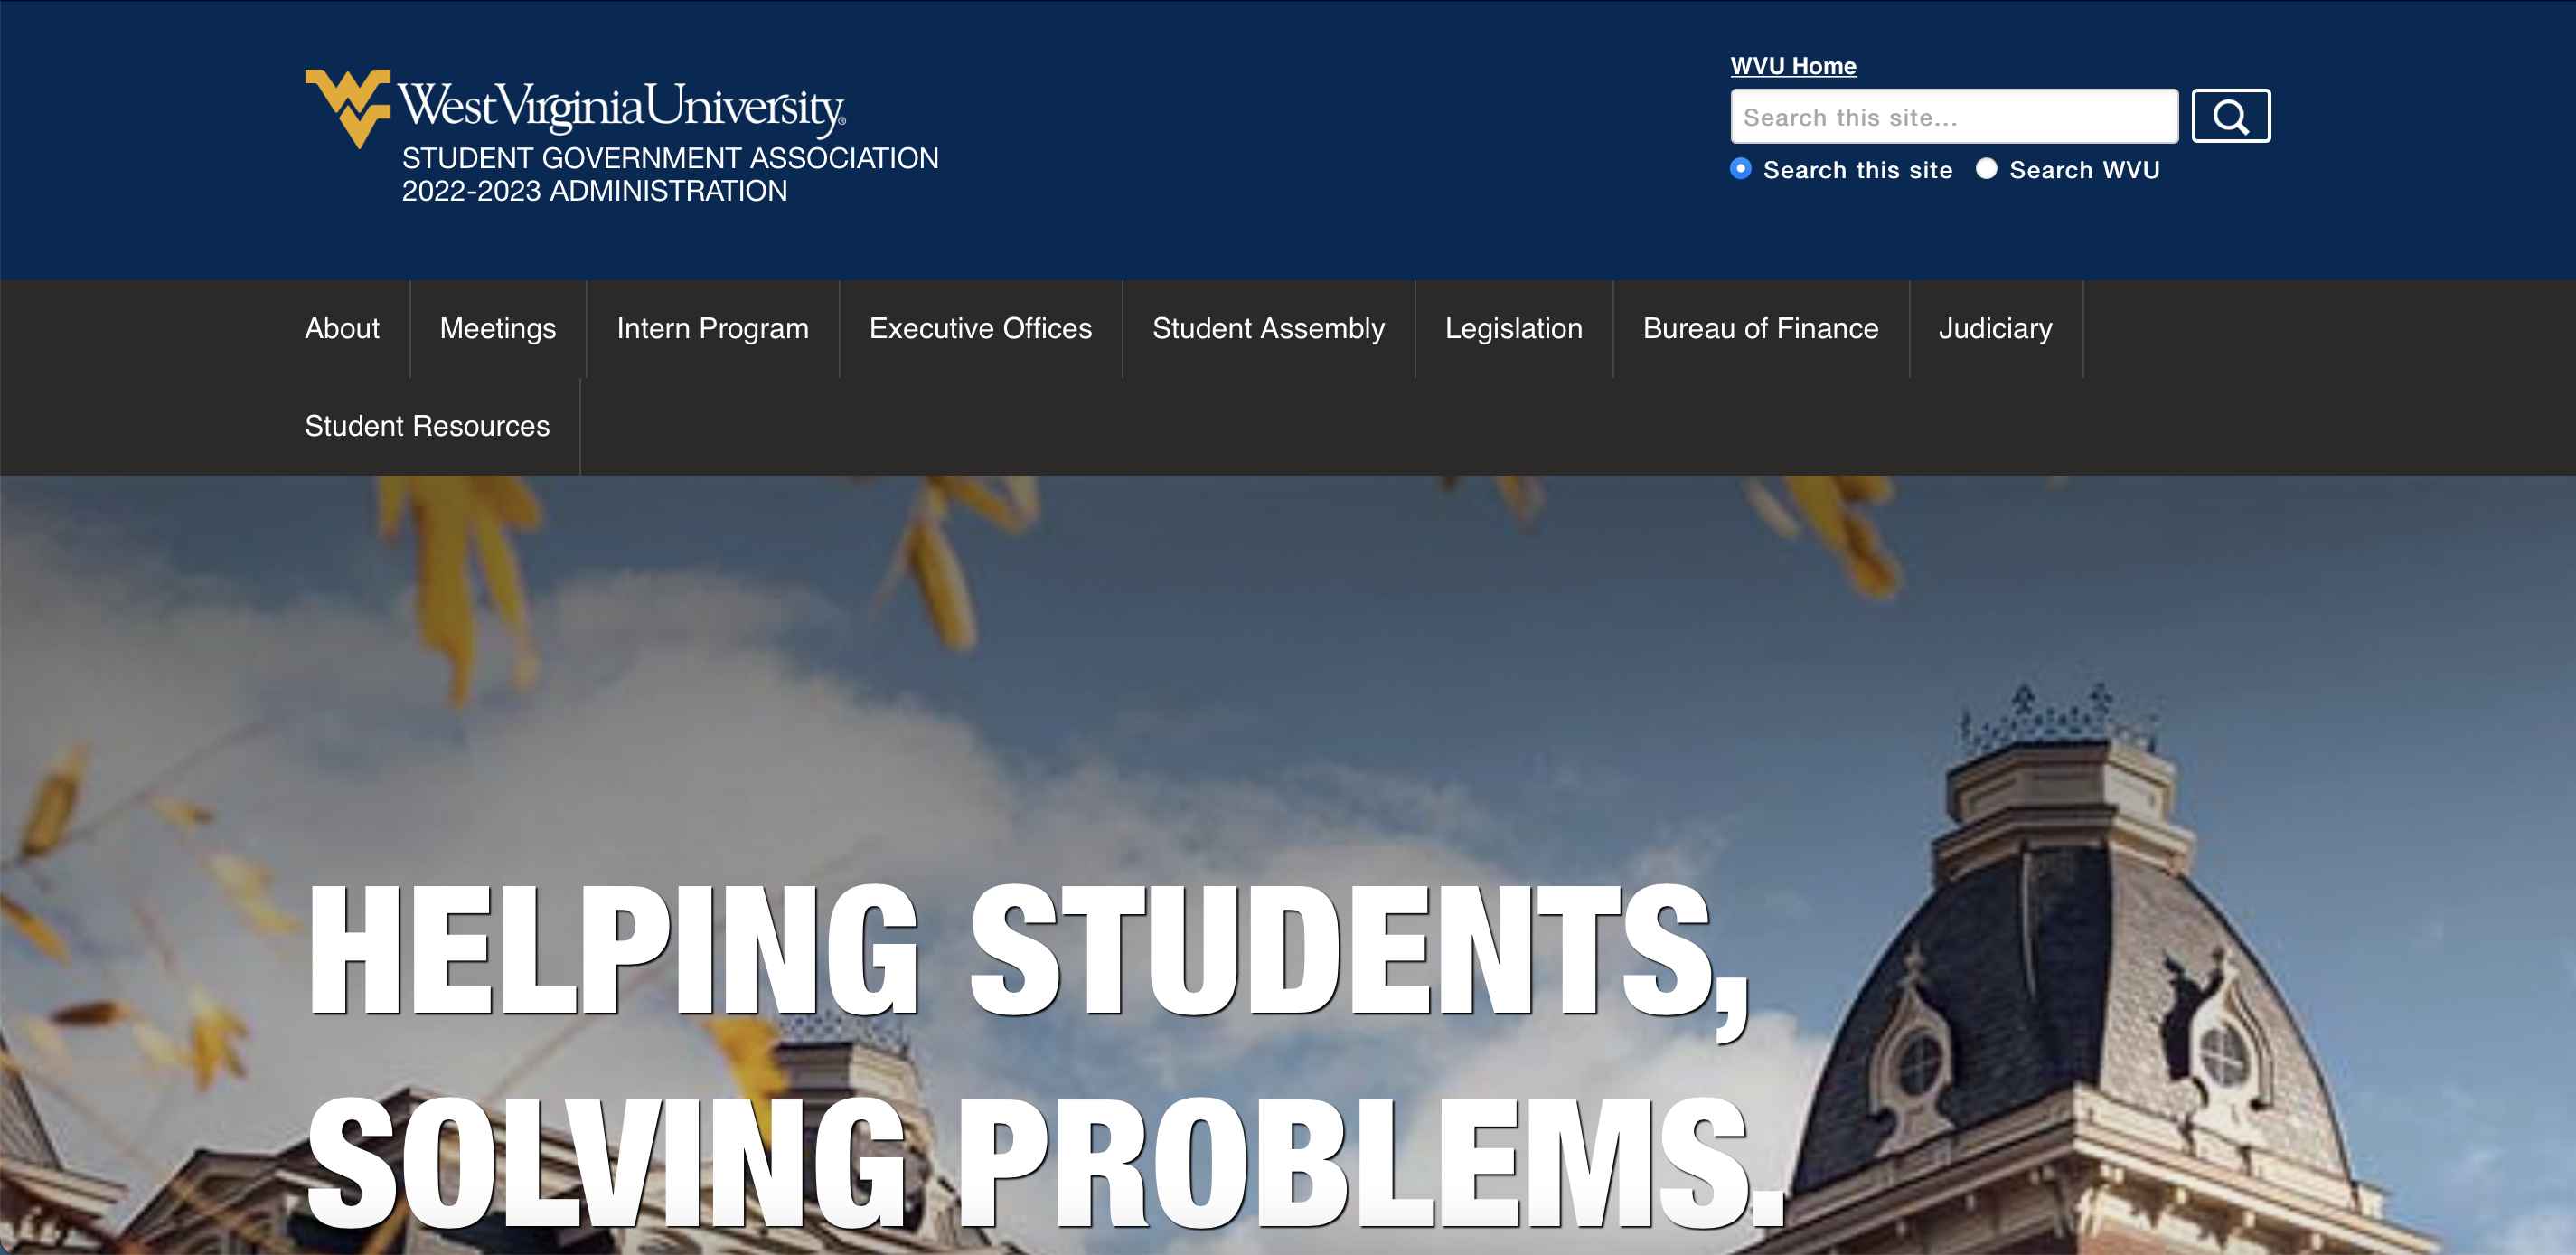 WestVirginiaUniversity®
STUDENT GOVERNMENT ASSOCIATION
2022-2023 ADMINISTRATION
WVU Home
Search this site...
Search this site Search WVU
About Meetings Intern Program Executive Offices Student Assembly Legislation Bureau of Finance Judiciary
Student Resources
HELPING STUDENTS,
SOLVING PROBLEMS.